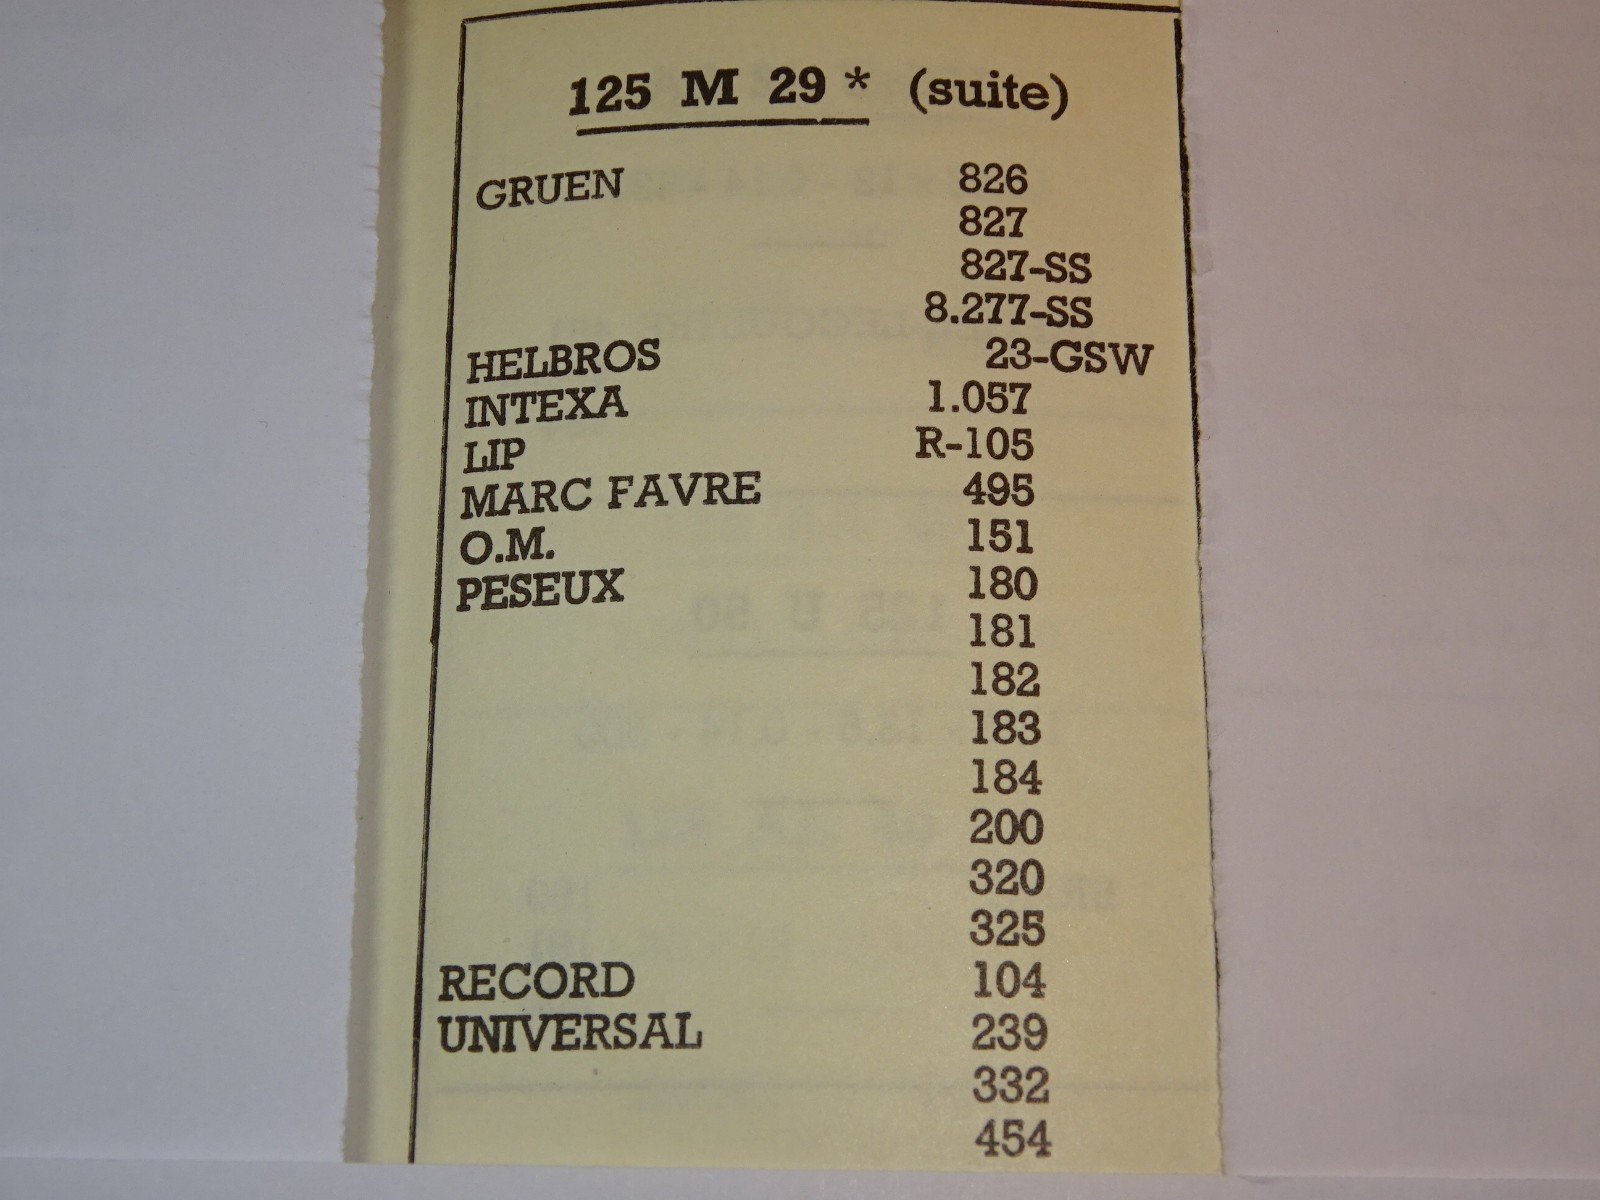 125 M 29 * (suite)
GRUEN 826
827
827-SS
8.277-SS
HELBROS 23-GSW
INTEXA 1.057
LIP R-105
MARC FAVRE 495
O.M. 151
PESEUX 180
181
182
183
184
200
320
325
RECORD 104
UNIVERSAL 239
332
454